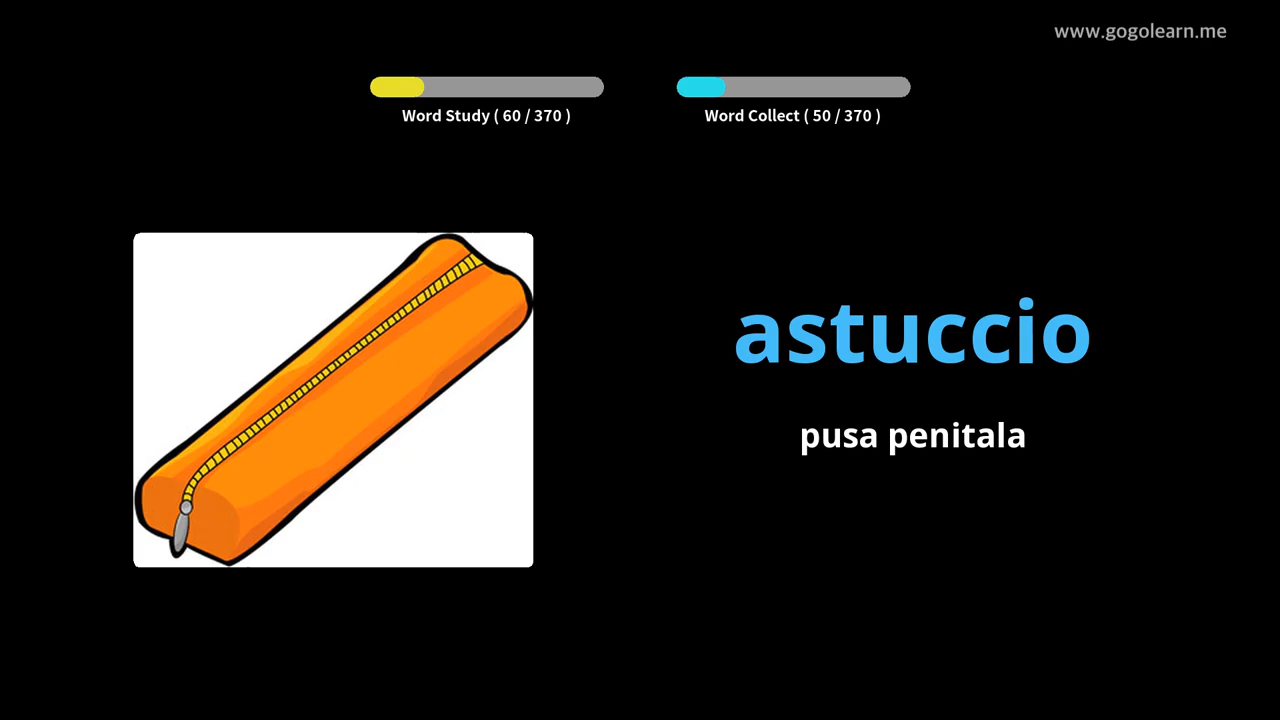 www.gogolearn.me
Word Study ( 60 / 370 )
Word Collect ( 50 / 370 )
astuccio
pusa penitala